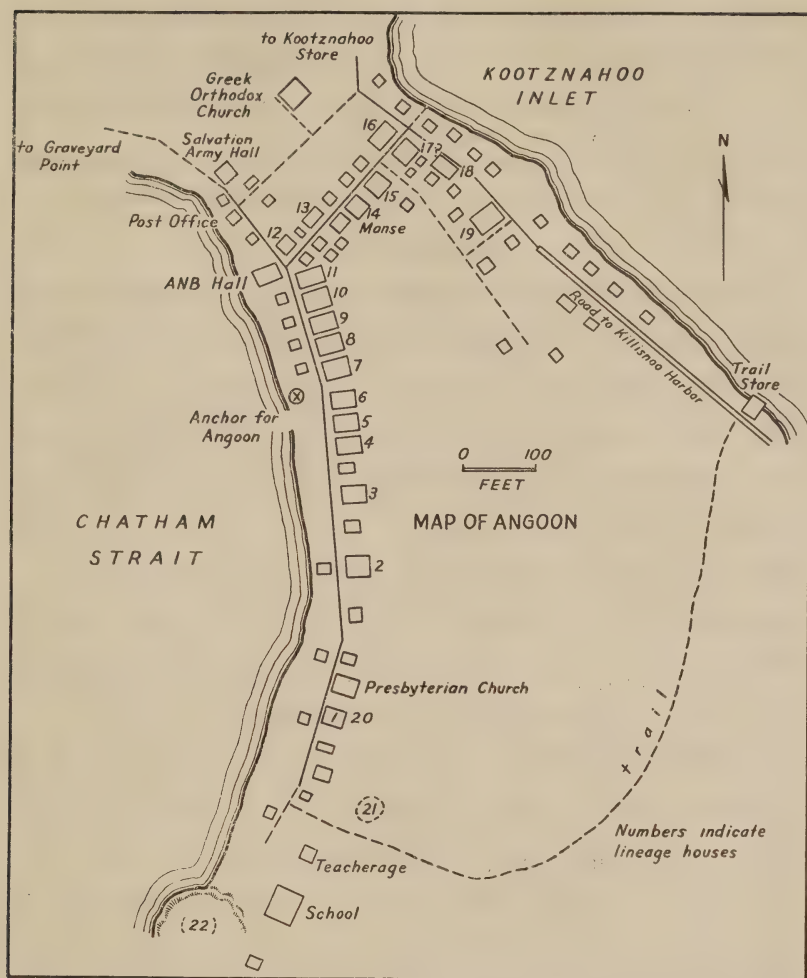 to Kootznahoo
Store
KOOTZNAHOO
INLET
Greek
Orthodox
Church
to Graveyard
Point
Salvation
Army Hall
N
16
17?
18
15
19
14
13
Manse
Post Office
12
ANB Hall
11
10
9
8
7
Road to Killisnoo Harbor
Trail
Store
6
Anchor for
Angoon
X
5
4
0 100
FEET
3
CHATHAM
STRAIT
MAP OF ANGOON
2
Presbyterian Church
1
20
trail
21
Numbers indicate
lineage houses
Teacherage
School
22